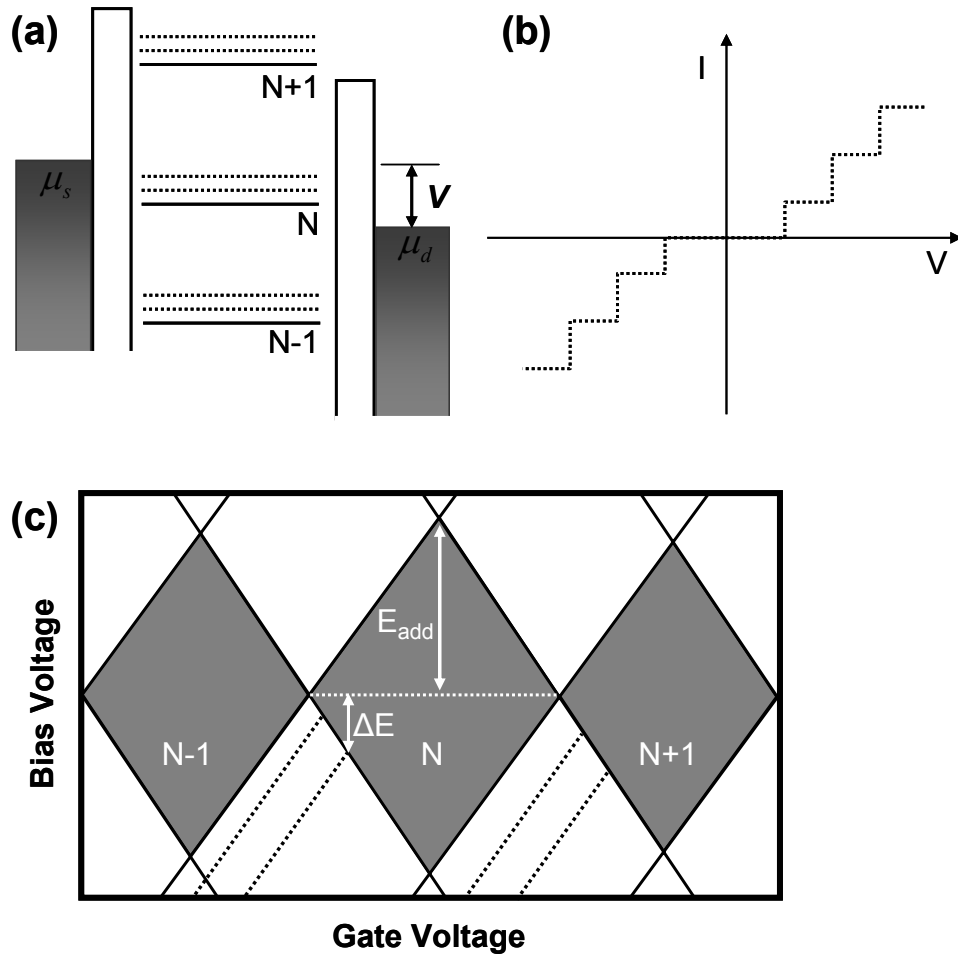 (a)
N+1
μs
N
V
μd
N-1
(b)
I
V
(c)
Eadd
ΔE
N-1
N
N+1
Bias Voltage
Gate Voltage